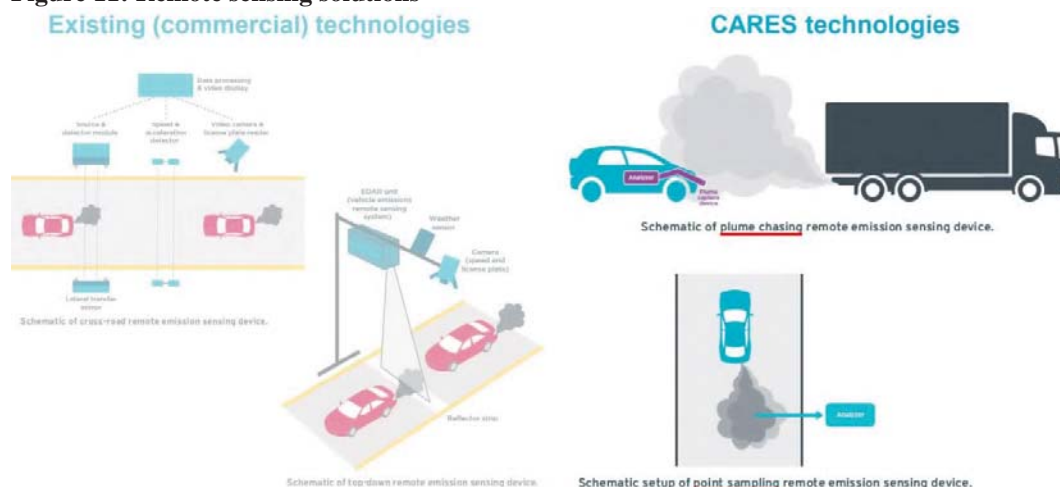 Figure 11: Remote sensing solutions
Existing (commercial) technologies
Data processing
& video display
Source &
detector module
Speed &
acceleration
detector
Video camera &
license plate reader
Lateral transfer
mirror
Schematic of cross-road remote emission sensing device.
EDAR unit
(vehicle emissions
remote sensing
system)
Weather
sensor
Camera
(speed and
license plate)
Reflector strip
Schematic of top-down remote emission sensing device.
CARES technologies
Analizer
Plume
capture
device
Schematic of plume chasing remote emission sensing device.
Analizer
Schematic setup of point sampling remote emission sensing device.